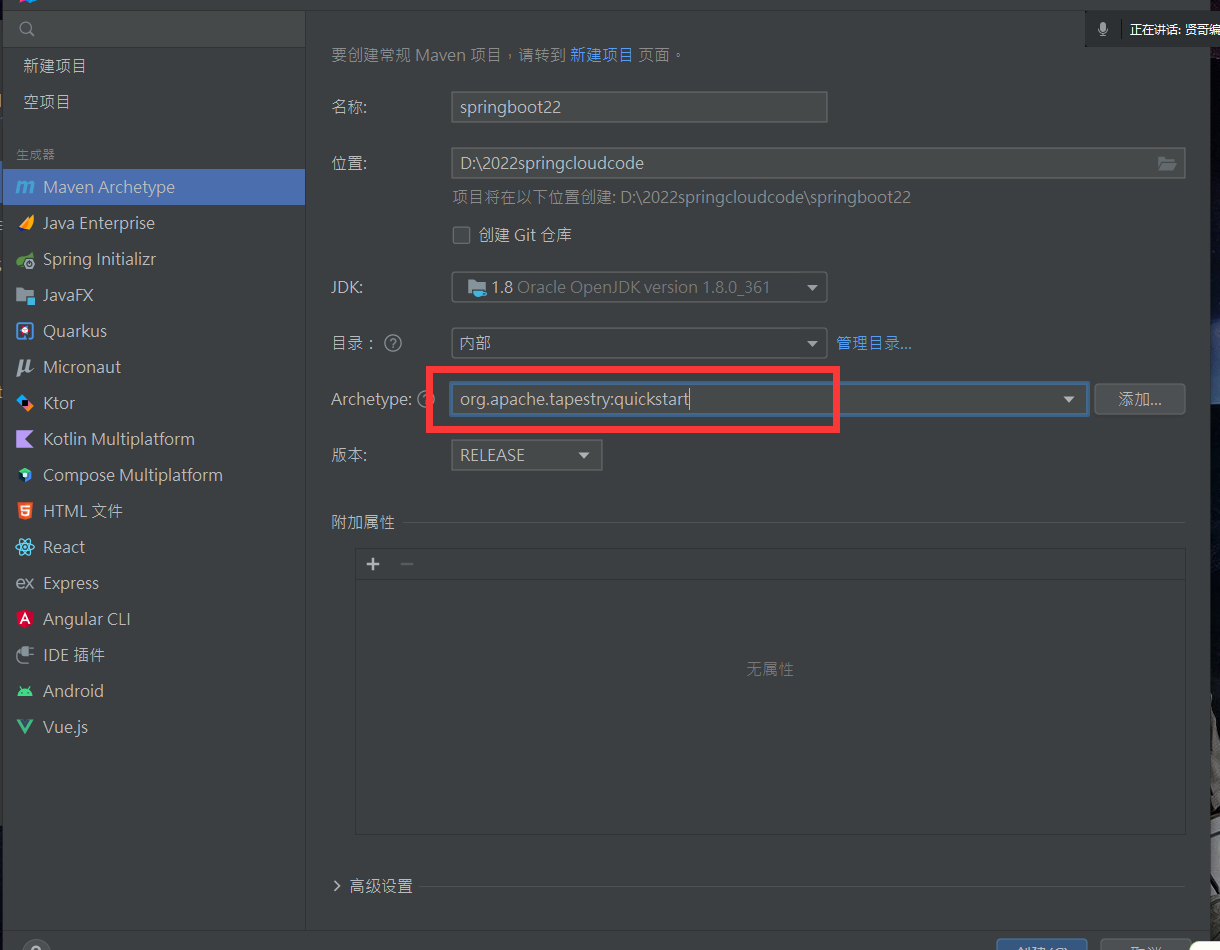 正在讲话: 贤哥编
新建项目
空项目
生成器
Maven Archetype
Java Enterprise
Spring Initializr
JavaFX
Quarkus
Micronaut
Ktor
Kotlin Multiplatform
Compose Multiplatform
HTML 文件
React
Express
Angular CLI
IDE 插件
Android
Vue.js
要创建常规 Maven 项目，请转到 新建项目 页面。
名称: springboot22
位置: D:\2022springcloudcode
项目将在以下位置创建: D:\2022springcloudcode\springboot22
创建 Git 仓库
JDK: 1.8 Oracle OpenJDK version 1.8.0_361
目录： ? 内部 管理目录...
Archetype: ? org.apache.tapestry:quickstart 添加...
版本: RELEASE
附加属性
无属性
高级设置